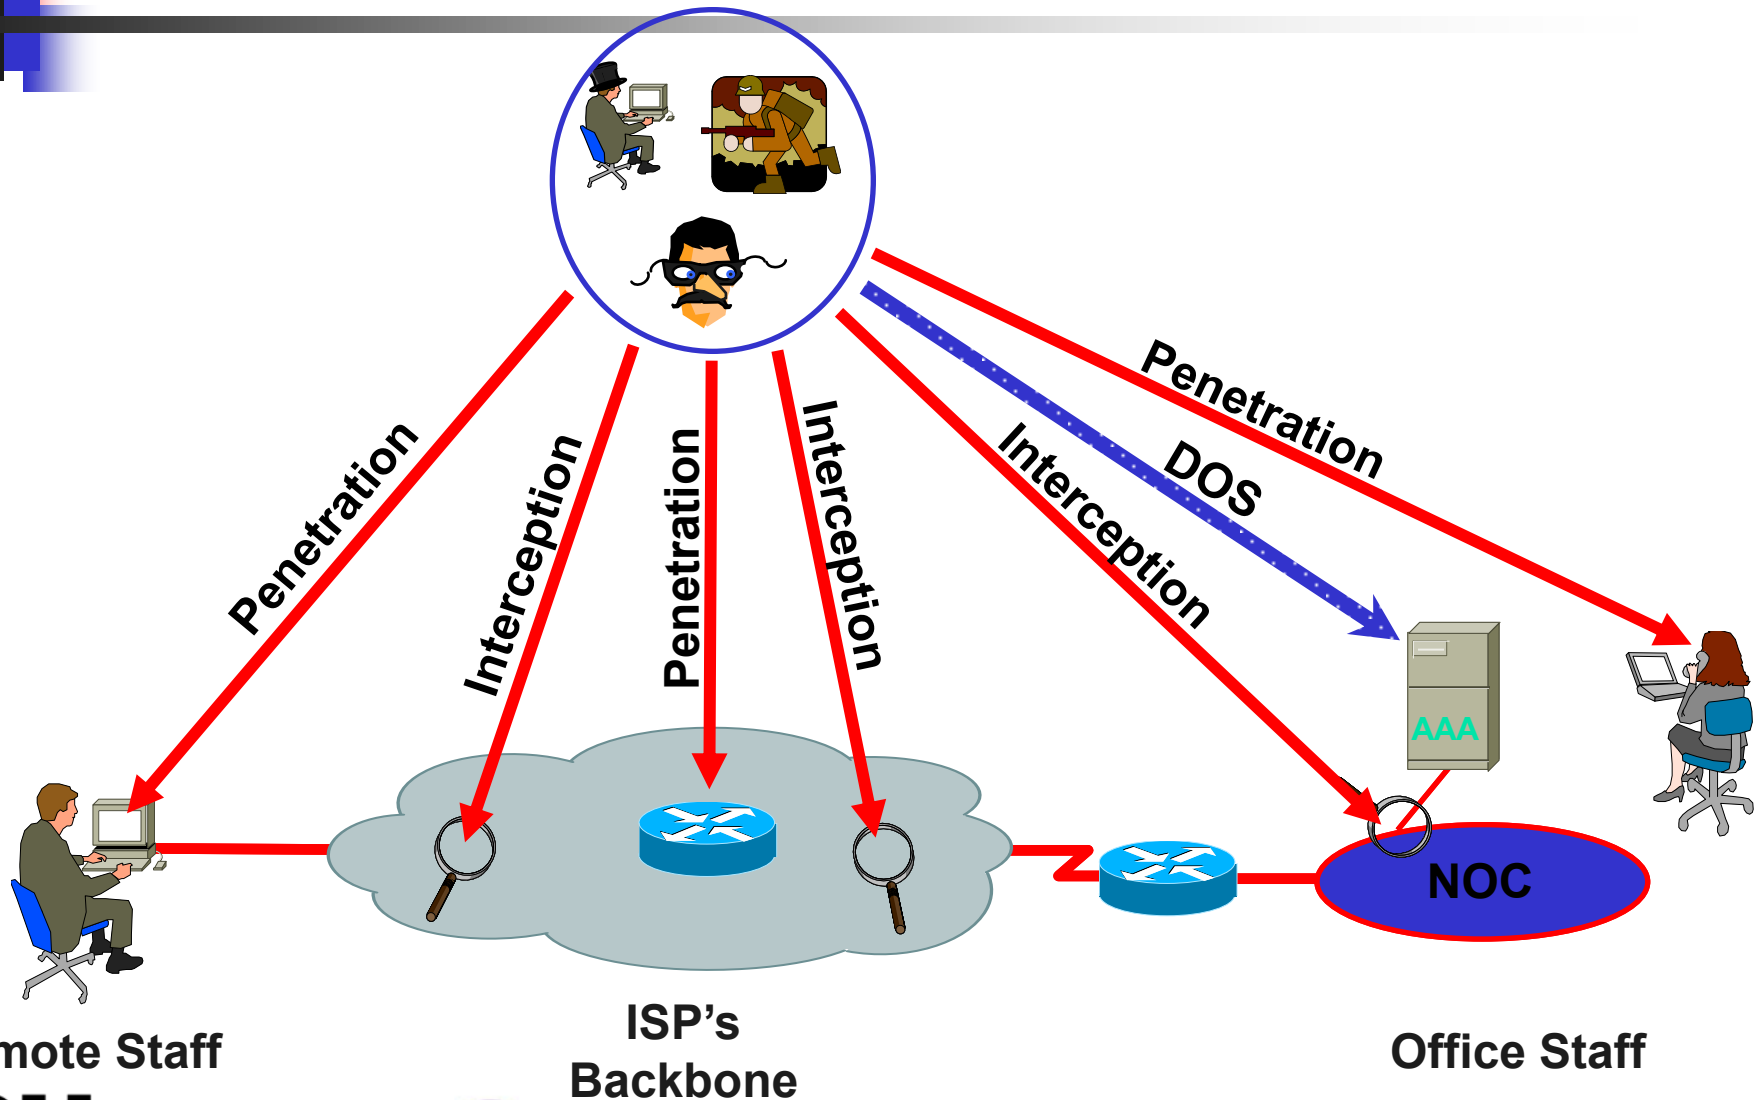 Penetration
Interception
Penetration
Interception
Interception
DOS
Penetration
AAA
NOC
ISP’s
Backbone
mote Staff
Office Staff